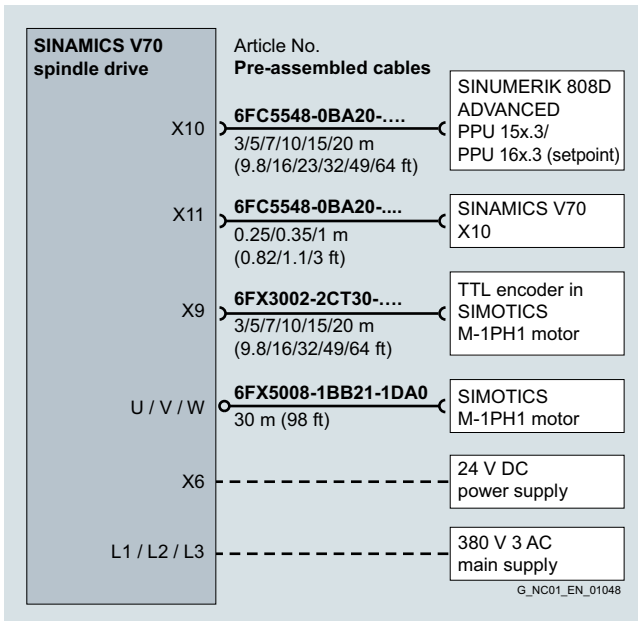 SINAMICS V70
spindle drive
Article No.
Pre-assembled cables
X10
6FC5548-0BA20-....
3/5/7/10/15/20 m
(9.8/16/23/32/49/64 ft)
SINUMERIK 808D
ADVANCED
PPU 15x.3/
PPU 16x.3 (setpoint)
X11
6FC5548-0BA20-....
0.25/0.35/1 m
(0.82/1.1/3 ft)
SINAMICS V70
X10
X9
6FX3002-2CT30-....
3/5/7/10/15/20 m
(9.8/16/32/49/64 ft)
TTL encoder in
SIMOTICS
M-1PH1 motor
U / V / W
6FX5008-1BB21-1DA0
30 m (98 ft)
SIMOTICS
M-1PH1 motor
X6
24 V DC
power supply
L1 / L2 / L3
380 V 3 AC
main supply
G_NC01_EN_01048